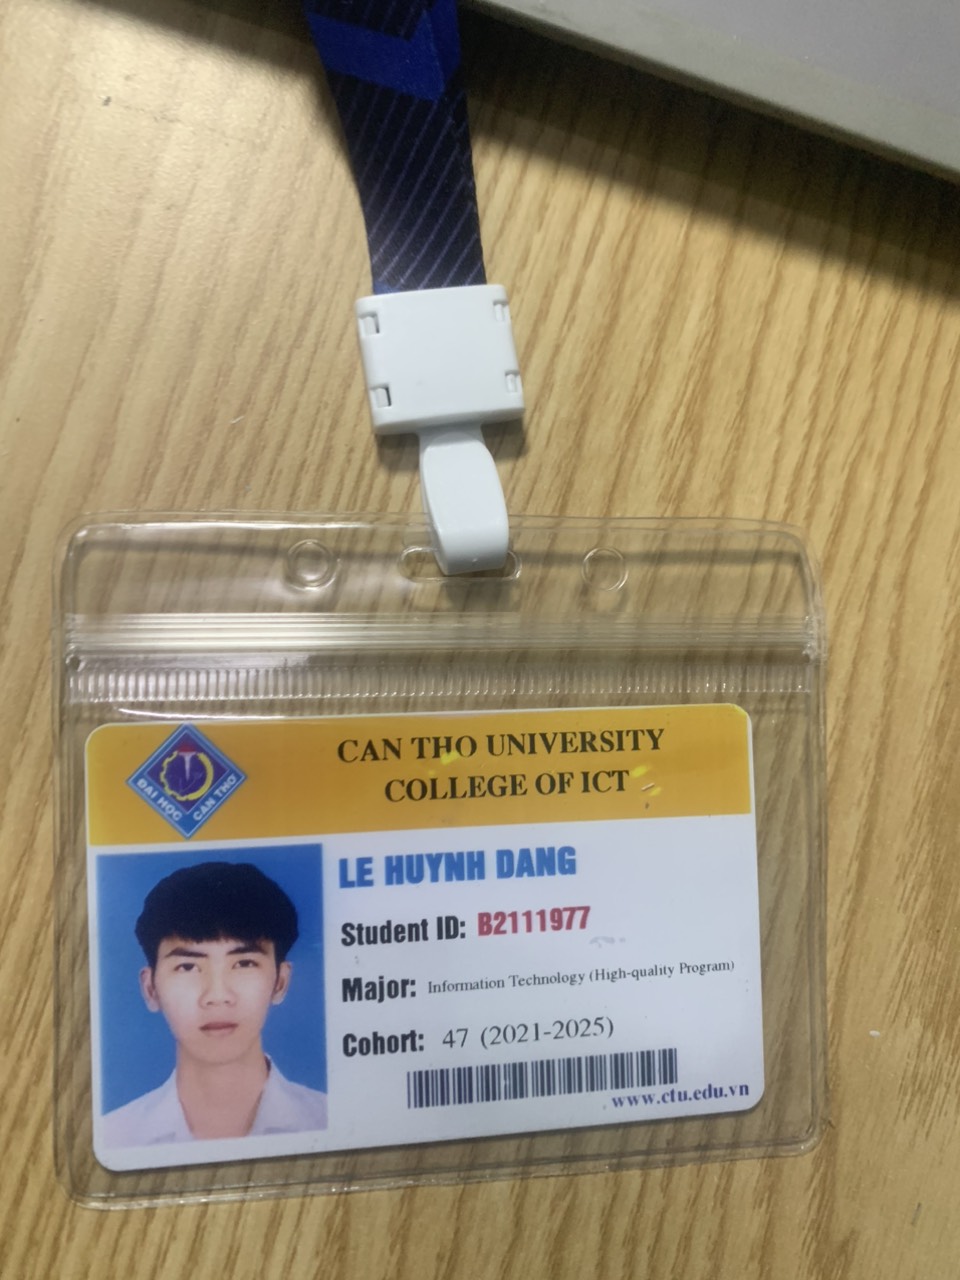 CAN THO UNIVERSITY
COLLEGE OF ICT
ĐẠI HỌC
CẦN THƠ
LE HUYNH DANG
Student ID: B2111977
Major: Information Technology (High-quality Program)
Cohort: 47 (2021-2025)
www.ctu.edu.vn